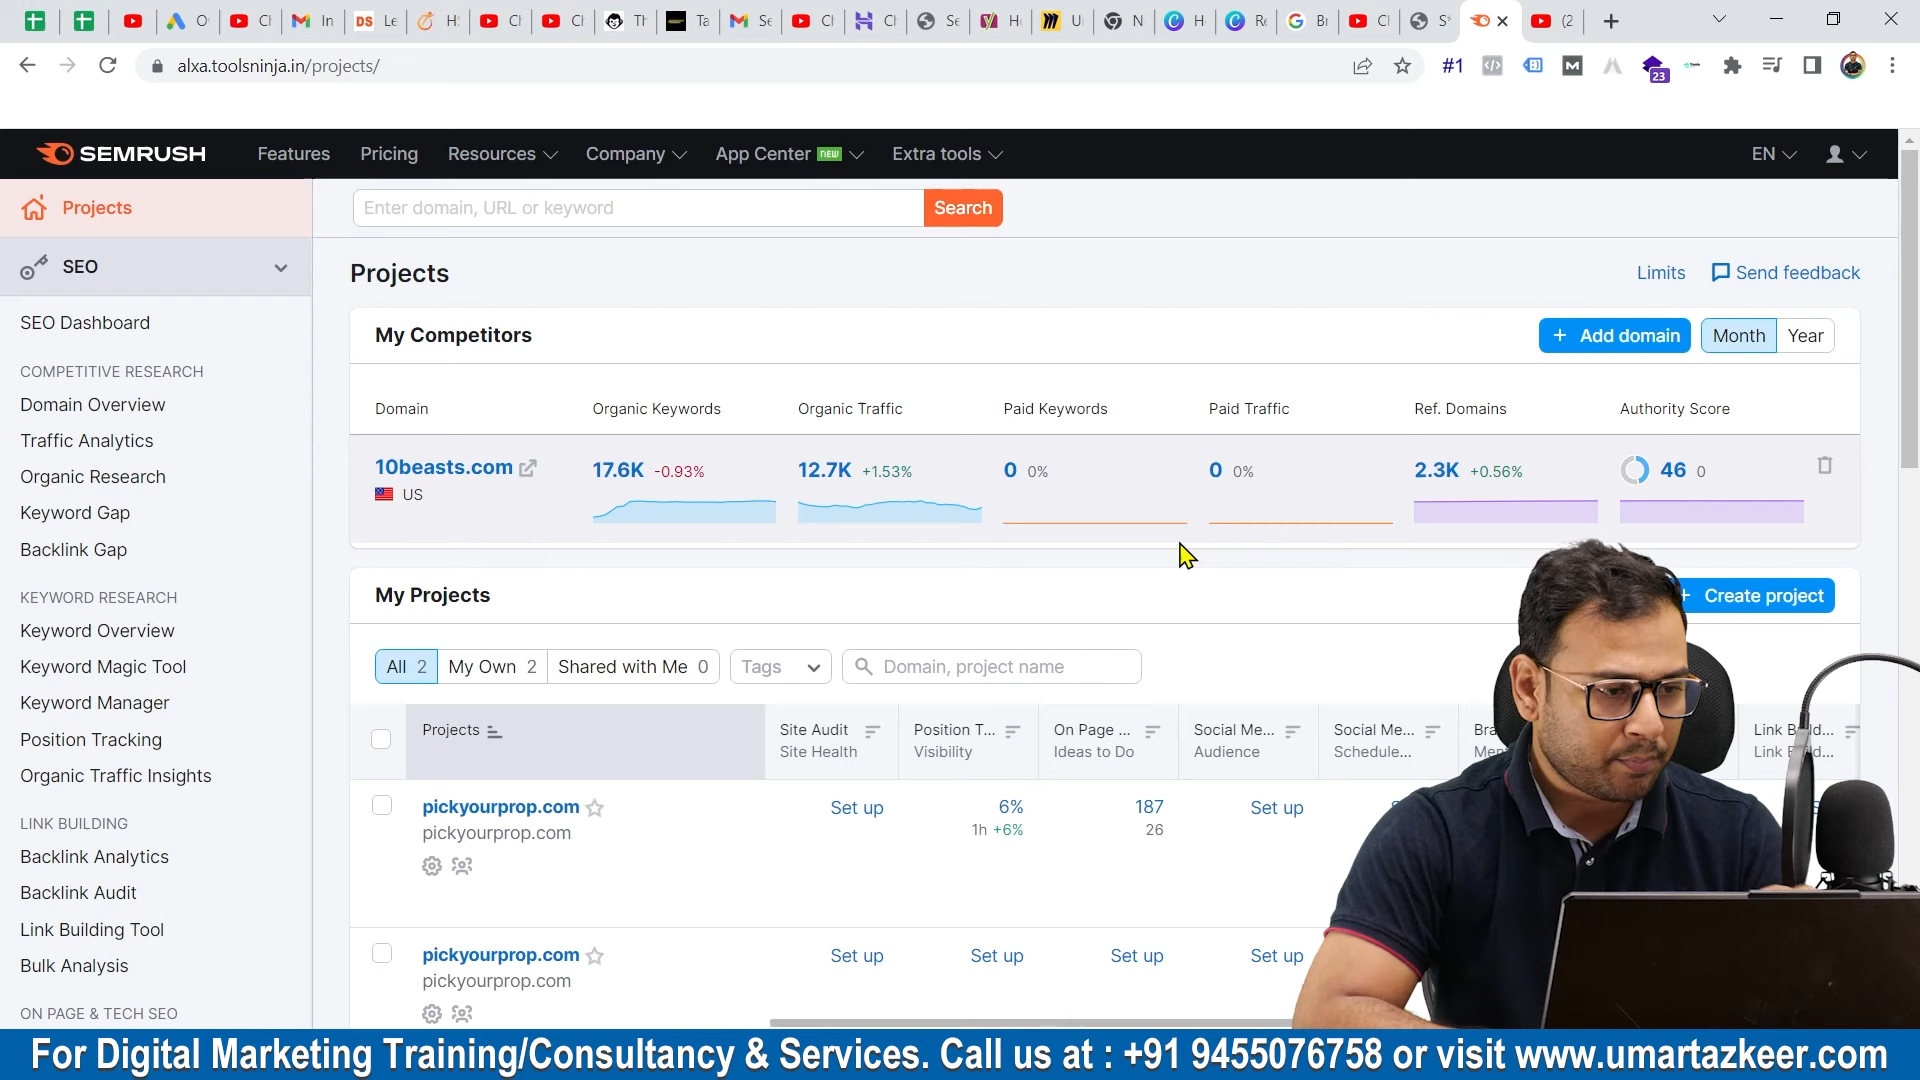 alxa.toolsninja.in/projects/
#1
23
SEMRUSH
Features
Pricing
Resources
Company
App Center NEW
Extra tools
EN
Projects
Enter domain, URL or keyword
Search
SEO
Projects
Limits
Send feedback
SEO Dashboard
My Competitors
+ Add domain
Month
Year
COMPETITIVE RESEARCH
Domain Overview
Traffic Analytics
Organic Research
Keyword Gap
Backlink Gap
Domain
Organic Keywords
Organic Traffic
Paid Keywords
Paid Traffic
Ref. Domains
Authority Score
10beasts.com
US
17.6K -0.93%
12.7K +1.53%
0 0%
0 0%
2.3K +0.56%
46 0
KEYWORD RESEARCH
Keyword Overview
Keyword Magic Tool
Keyword Manager
Position Tracking
Organic Traffic Insights
My Projects
Create project
All 2
My Own 2
Shared with Me 0
Tags
Domain, project name
Projects
Site Audit
Site Health
Position T...
Visibility
On Page ...
Ideas to Do
Social Me...
Audience
Social Me...
Schedule...
pickyourprop.com
pickyourprop.com
Set up
6%
1h +6%
187
26
Set up
LINK BUILDING
Backlink Analytics
Backlink Audit
Link Building Tool
Bulk Analysis
pickyourprop.com
pickyourprop.com
Set up
Set up
Set up
Set up
ON PAGE & TECH SEO
For Digital Marketing Training/Consultancy & Services. Call us at : +91 9455076758 or visit www.umartazkeer.com